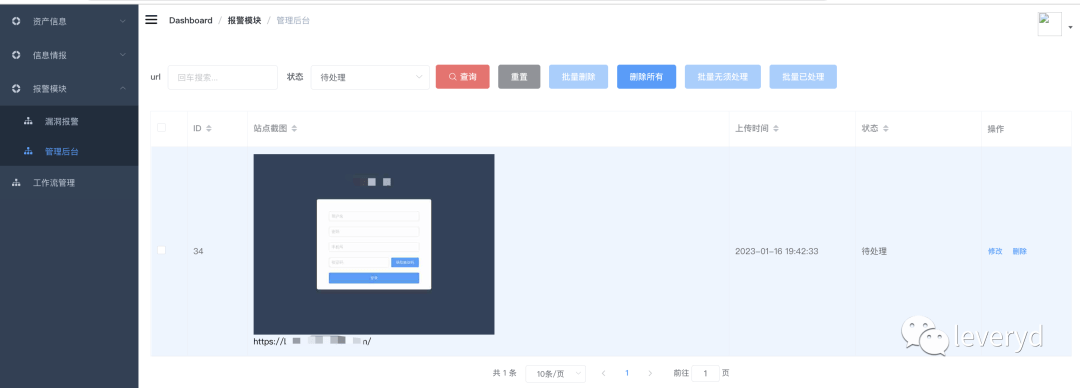 资产信息
信息情报
报警模块
漏洞报警
管理后台
工作流管理
Dashboard / 报警模块 / 管理后台
url 回车搜索... 状态 待处理 查询 重置 批量删除 删除所有 批量无须处理 批量已处理
ID 站点截图 上传时间 状态 操作
34 2023-01-16 19:42:33 待处理 修改 删除
https://
n/
共 1 条 10条/页 1 前往 1 页
leveryd